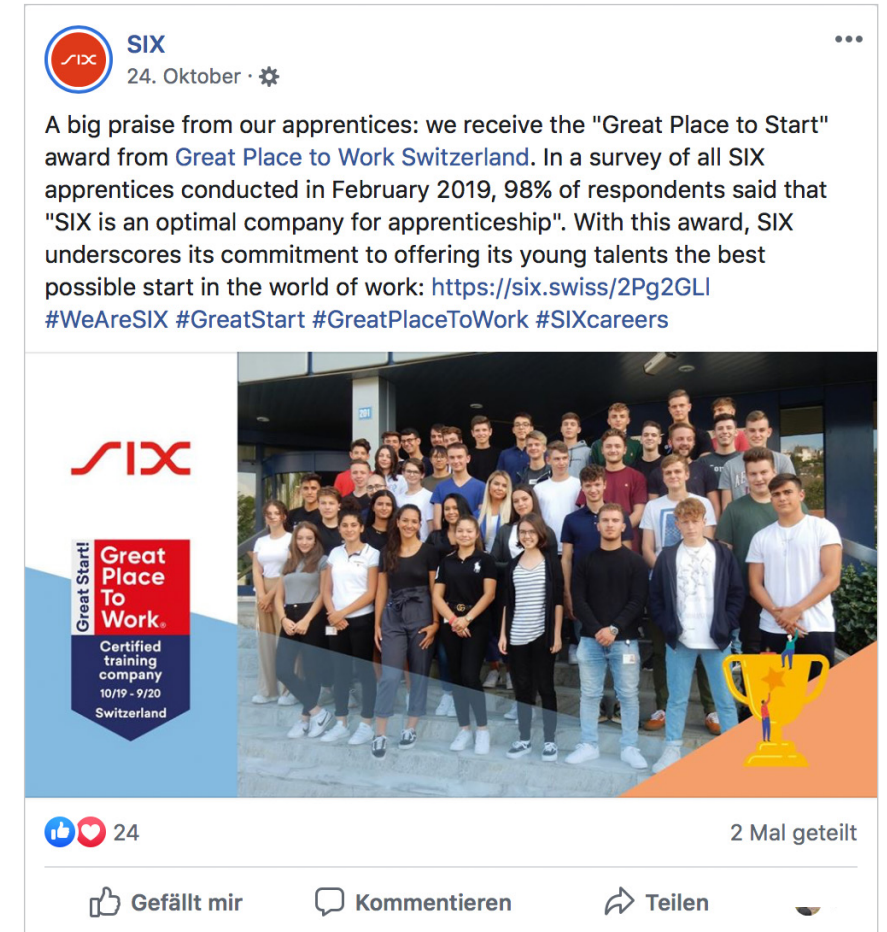 SIX
SIX
24. Oktober ·
A big praise from our apprentices: we receive the "Great Place to Start"
award from Great Place to Work Switzerland. In a survey of all SIX
apprentices conducted in February 2019, 98% of respondents said that
"SIX is an optimal company for apprenticeship". With this award, SIX
underscores its commitment to offering its young talents the best
possible start in the world of work: https://six.swiss/2Pg2GLl
#WeAreSIX #GreatStart #GreatPlaceToWork #SIXcareers
SIX
201
Great Start!
Great
Place
To
Work®
Certified
training
company
10/19 - 9/20
Switzerland
24
2 Mal geteilt
Gefällt mir
Kommentieren
Teilen